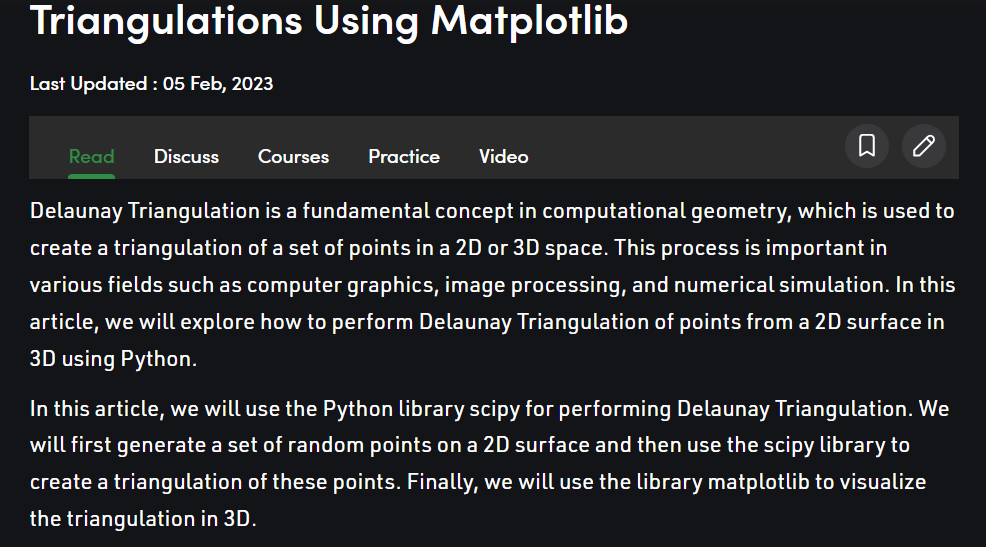 Triangulations Using Matplotlib
Last Updated : 05 Feb, 2023
Read Discuss Courses Practice Video
Delaunay Triangulation is a fundamental concept in computational geometry, which is used to
create a triangulation of a set of points in a 2D or 3D space. This process is important in
various fields such as computer graphics, image processing, and numerical simulation. In this
article, we will explore how to perform Delaunay Triangulation of points from a 2D surface in
3D using Python.
In this article, we will use the Python library scipy for performing Delaunay Triangulation. We
will first generate a set of random points on a 2D surface and then use the scipy library to
create a triangulation of these points. Finally, we will use the library matplotlib to visualize
the triangulation in 3D.